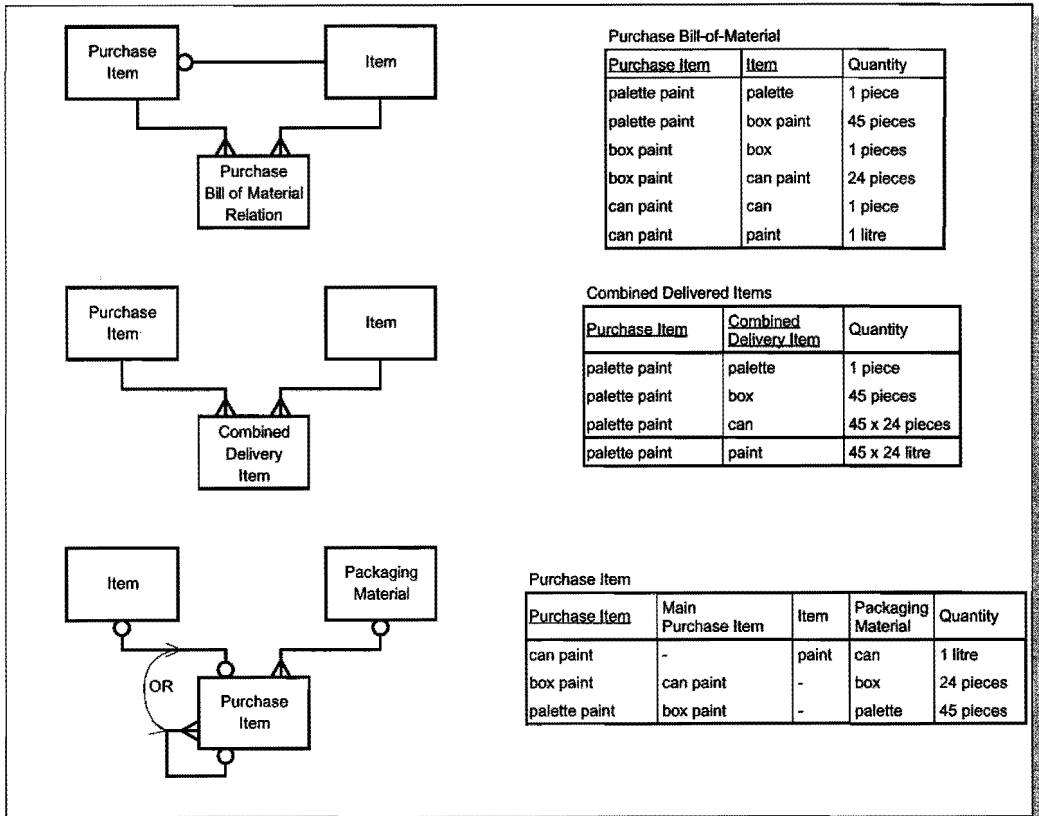 Purchase
Item
Item
Purchase
Bill of Material
Relation
Purchase Bill-of-Material
Purchase Item Item Quantity
palette paint palette 1 piece
palette paint box paint 45 pieces
box paint box 1 pieces
box paint can paint 24 pieces
can paint can 1 piece
can paint paint 1 litre
Purchase
Item
Item
Combined
Delivery
Item
Combined Delivered Items
Purchase Item Combined Delivery Item Quantity
palette paint palette 1 piece
palette paint box 45 pieces
palette paint can 45 x 24 pieces
palette paint paint 45 x 24 litre
Item
Packaging
Material
OR
Purchase
Item
Purchase Item
Purchase Item Main Purchase Item Item Packaging Material Quantity
can paint - paint can 1 litre
box paint can paint - box 24 pieces
palette paint box paint - palette 45 pieces